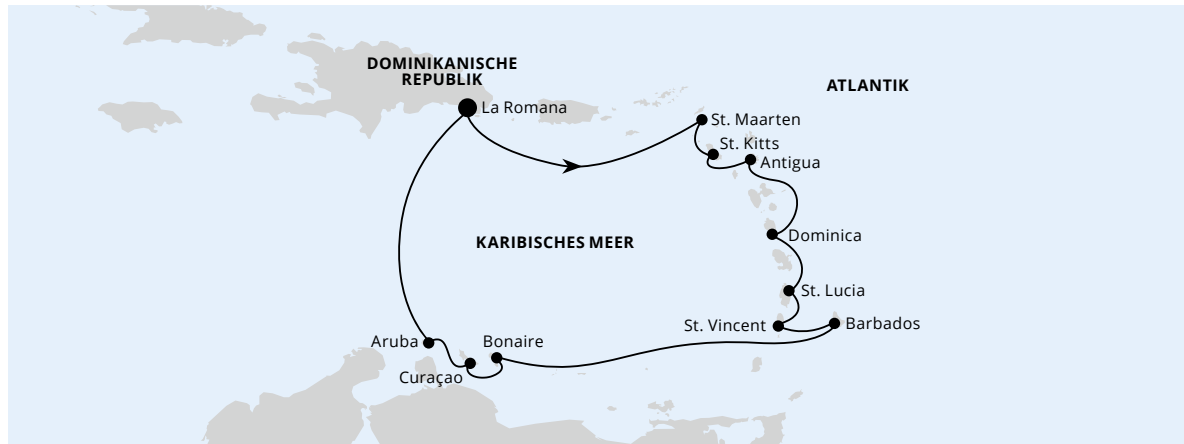 DOMINIKANISCHE
REPUBLIK
ATLANTIK
La Romana
St. Maarten
St. Kitts
Antigua
Dominica
KARIBISCHES MEER
St. Lucia
St. Vincent
Barbados
Aruba
Bonaire
Curaçao